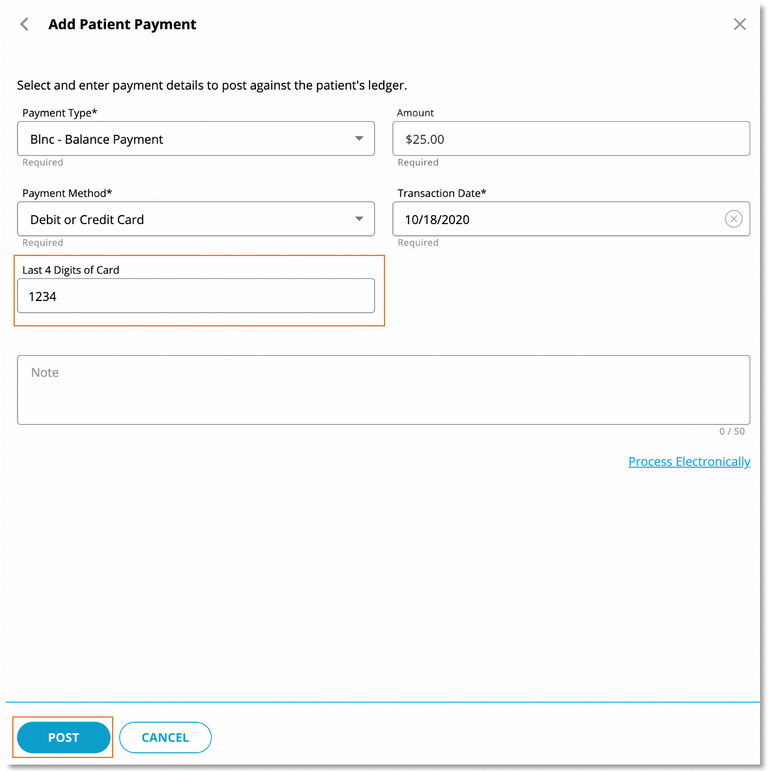 Add Patient Payment
Select and enter payment details to post against the patient's ledger.
Payment Type*
Amount
Blnc - Balance Payment
$25.00
Required
Required
Payment Method*
Transaction Date*
Debit or Credit Card
10/18/2020
Required
Required
Last 4 Digits of Card
1234
Note
0 / 50
Process Electronically
POST
CANCEL